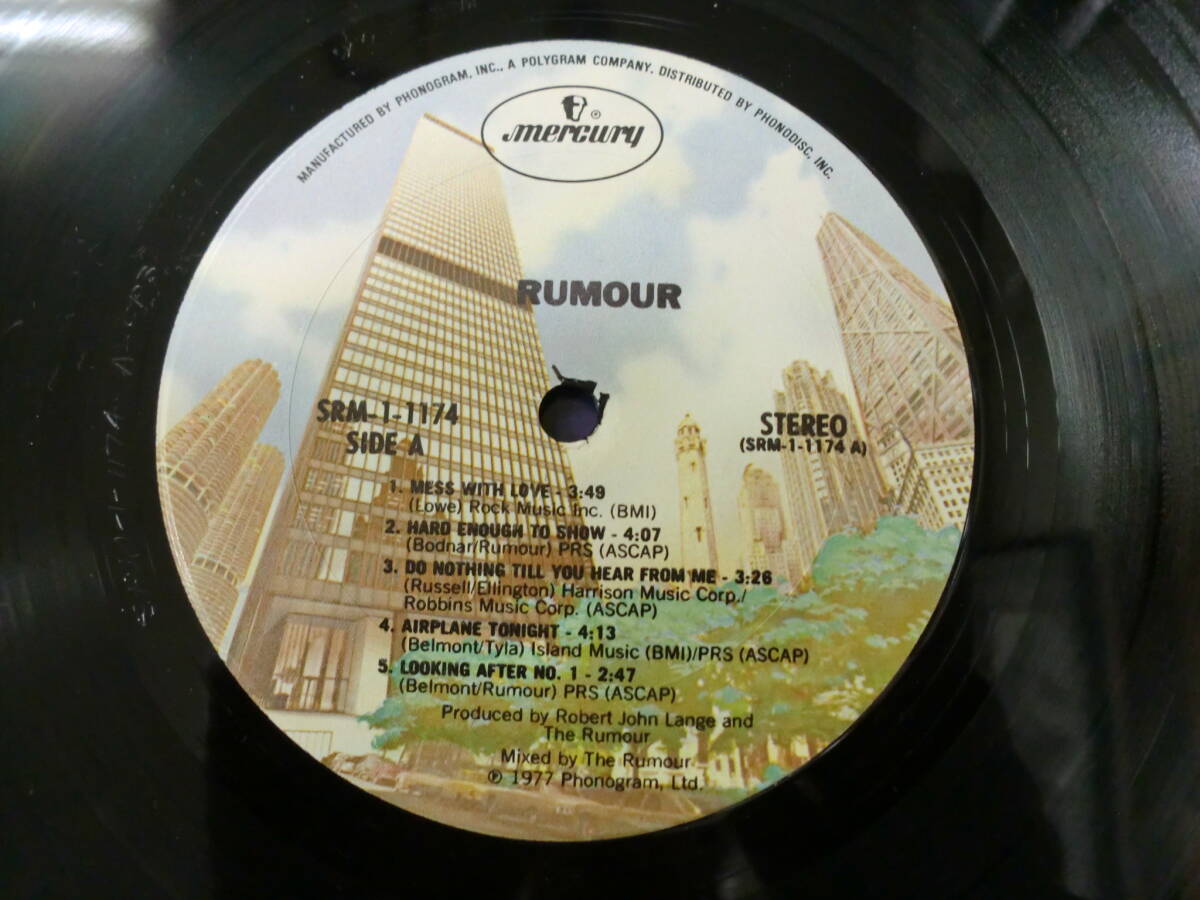 MANUFACTURED BY PHONOGRAM, INC., A POLYGRAM COMPANY. DISTRIBUTED BY PHONODISC, INC.
mercury ®
RUMOUR
SRM-1-1174
SIDE A
STEREO
(SRM-1-1174 A)
1. MESS WITH LOVE - 3:49
(Lowe) Rock Music Inc. (BMI)
2. HARD ENOUGH TO SHOW - 4:07
(Bodnar/Rumour) PRS (ASCAP)
3. DO NOTHING TILL YOU HEAR FROM ME - 3:26
(Russell/Ellington) Harrison Music Corp./
Robbins Music Corp. (ASCAP)
4. AIRPLANE TONIGHT - 4:13
(Belmont/Tyla) Island Music (BMI)/PRS (ASCAP)
5. LOOKING AFTER NO. 1 - 2:47
(Belmont/Rumour) PRS (ASCAP)
Produced by Robert John Lange and
The Rumour
Mixed by The Rumour
℗ 1977 Phonogram, Ltd.